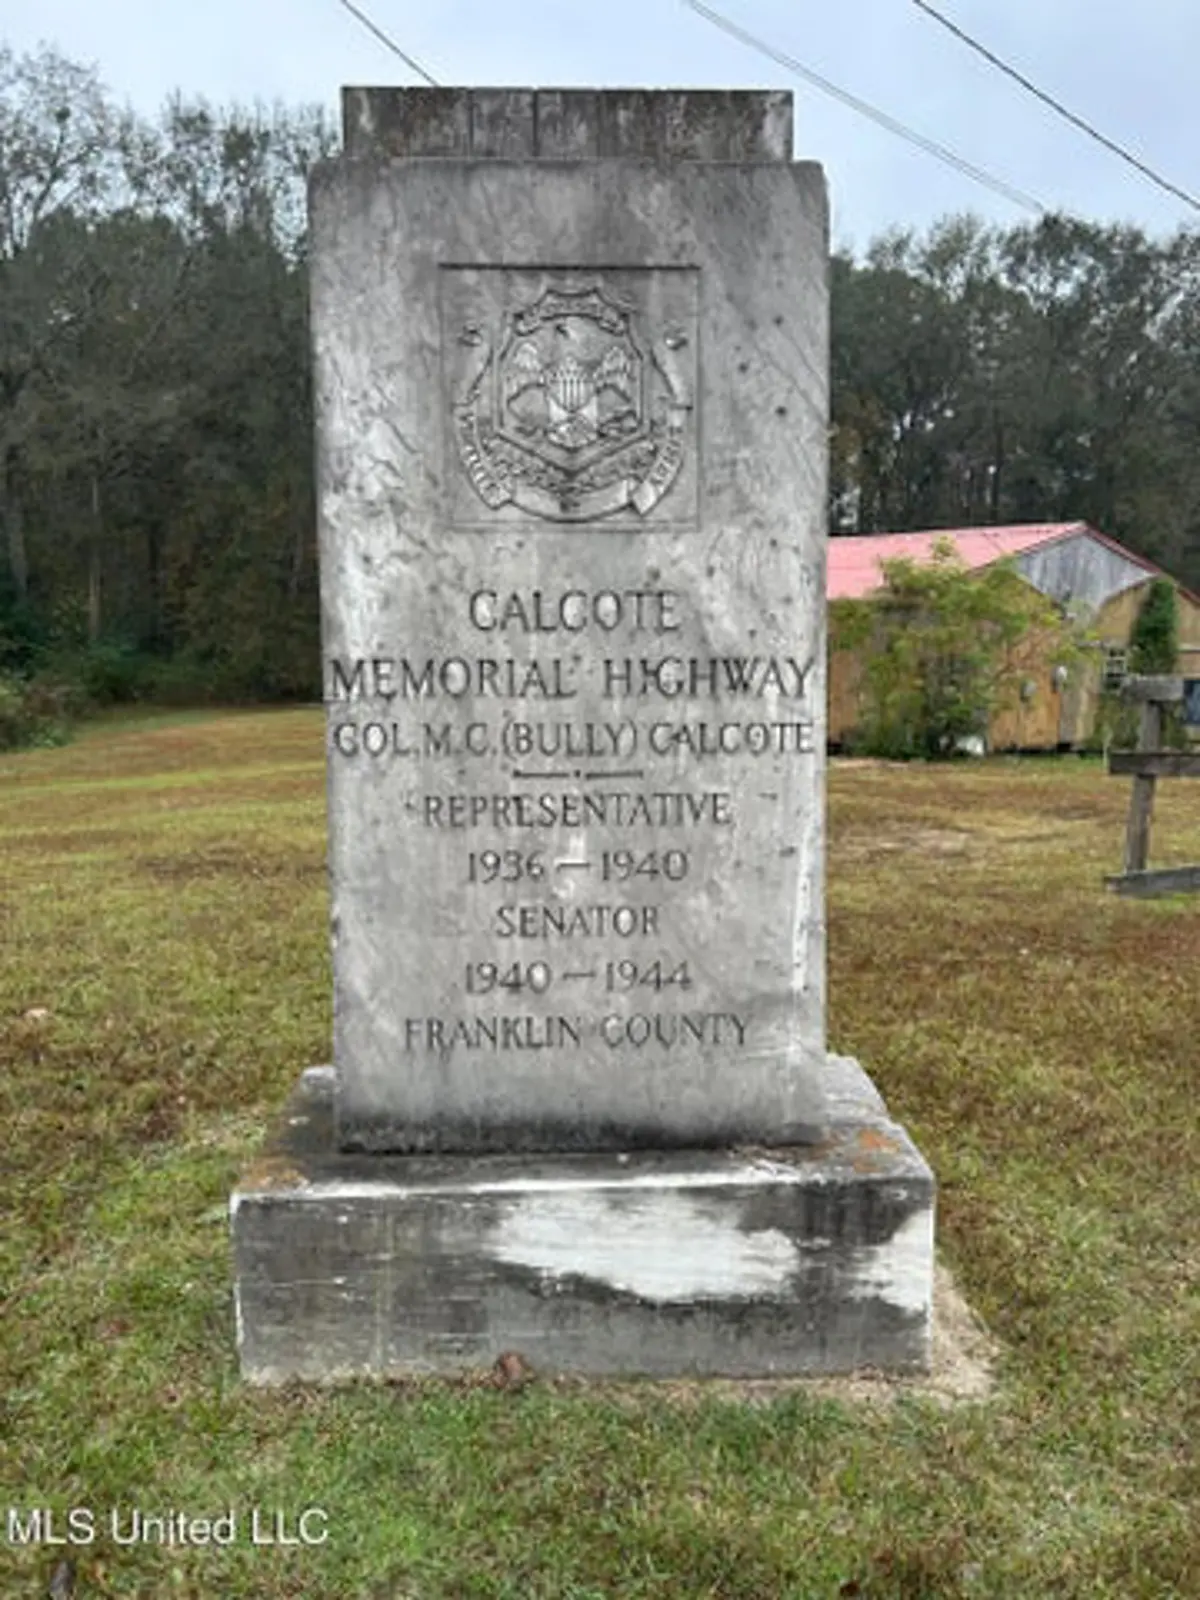 CALCOTE
MEMORIAL HIGHWAY
COL. M.C. (BULLY) CALCOTE
REPRESENTATIVE
1936 — 1940
SENATOR
1940 — 1944
FRANKLIN COUNTY
MLS United LLC